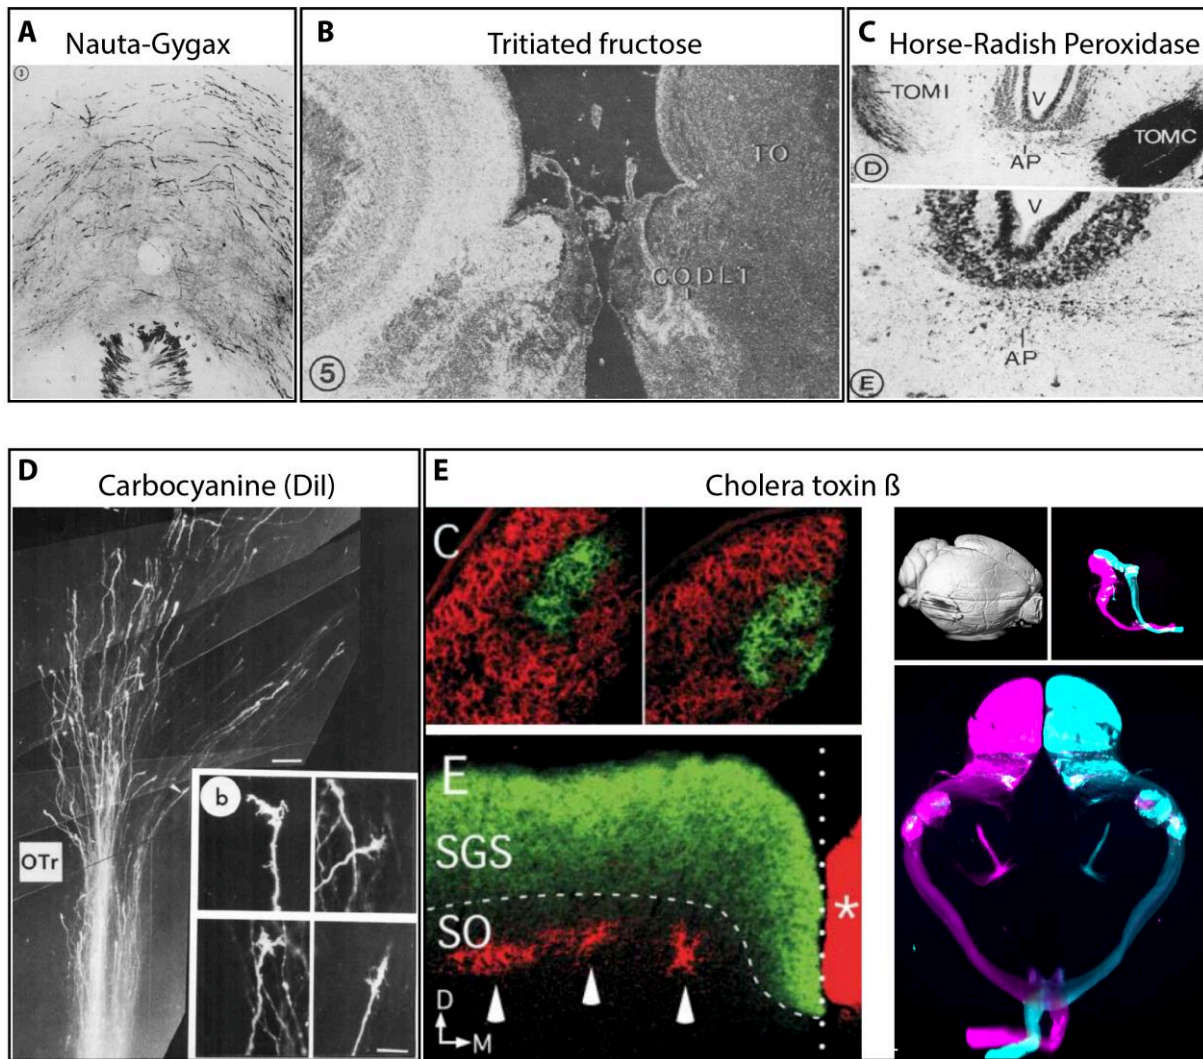 A
Nauta-Gygax
3
B
Tritiated fructose
TO
CODLT
5
C
Horse-Radish Peroxidase
TOMI
V
TOMC
AP
D
V
AP
E
D
Carbocyanine (DiI)
OTr
b
E
Cholera toxin ß
C
E
SGS
SO
*
D
M